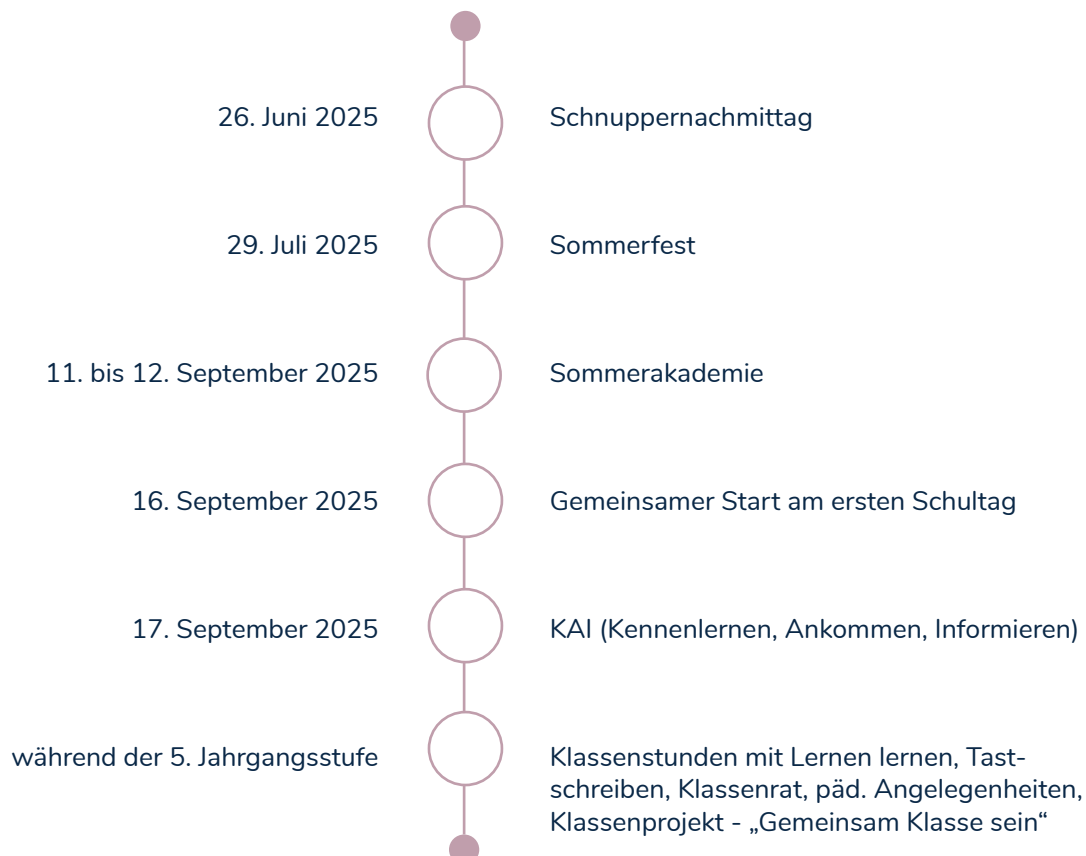 26. Juni 2025 Schnuppernachmittag
29. Juli 2025 Sommerfest
11. bis 12. September 2025 Sommerakademie
16. September 2025 Gemeinsamer Start am ersten Schultag
17. September 2025 KAI (Kennenlernen, Ankommen, Informieren)
während der 5. Jahrgangsstufe Klassenstunden mit Lernen lernen, Tast-
schreiben, Klassenrat, päd. Angelegenheiten,
Klassenprojekt - „Gemeinsam Klasse sein“